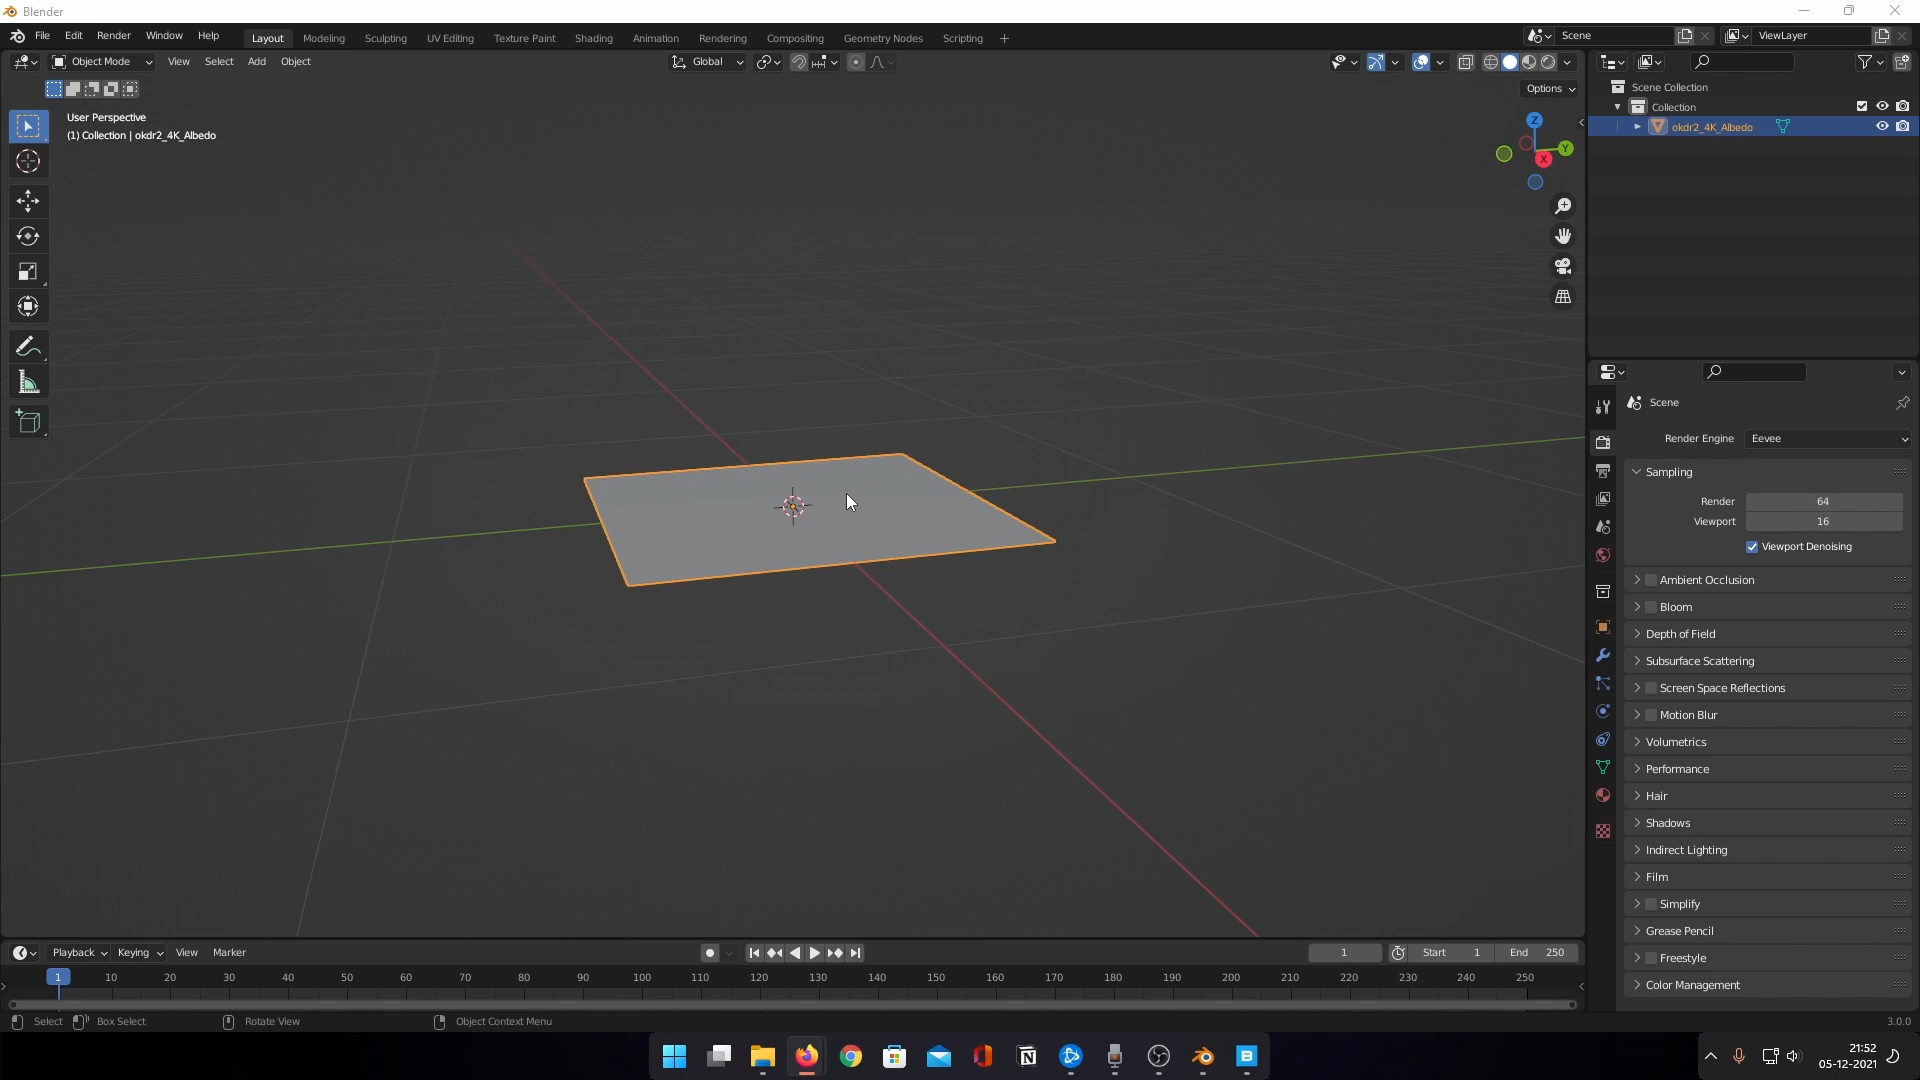 Blender
File Edit Render Window Help Layout Modeling Sculpting UV Editing Texture Paint Shading Animation Rendering Compositing Geometry Nodes Scripting + Scene ViewLayer
Object Mode View Select Add Object Global
Options
User Perspective
(1) Collection | okdr2_4K_Albedo
Z
Y
X
Scene Collection
Collection
okdr2_4K_Albedo
Scene
Render Engine Eevee
Sampling
Render 64
Viewport 16
Viewport Denoising
Ambient Occlusion
Bloom
Depth of Field
Subsurface Scattering
Screen Space Reflections
Motion Blur
Volumetrics
Performance
Hair
Shadows
Indirect Lighting
Film
Simplify
Grease Pencil
Freestyle
Color Management
Playback Keying View Marker 1 Start 1 End 250
1 10 20 30 40 50 60 70 80 90 100 110 120 130 140 150 160 170 180 190 200 210 220 230 240 250
Select Box Select Rotate View Object Context Menu 3.0.0
21:52
05-12-2021